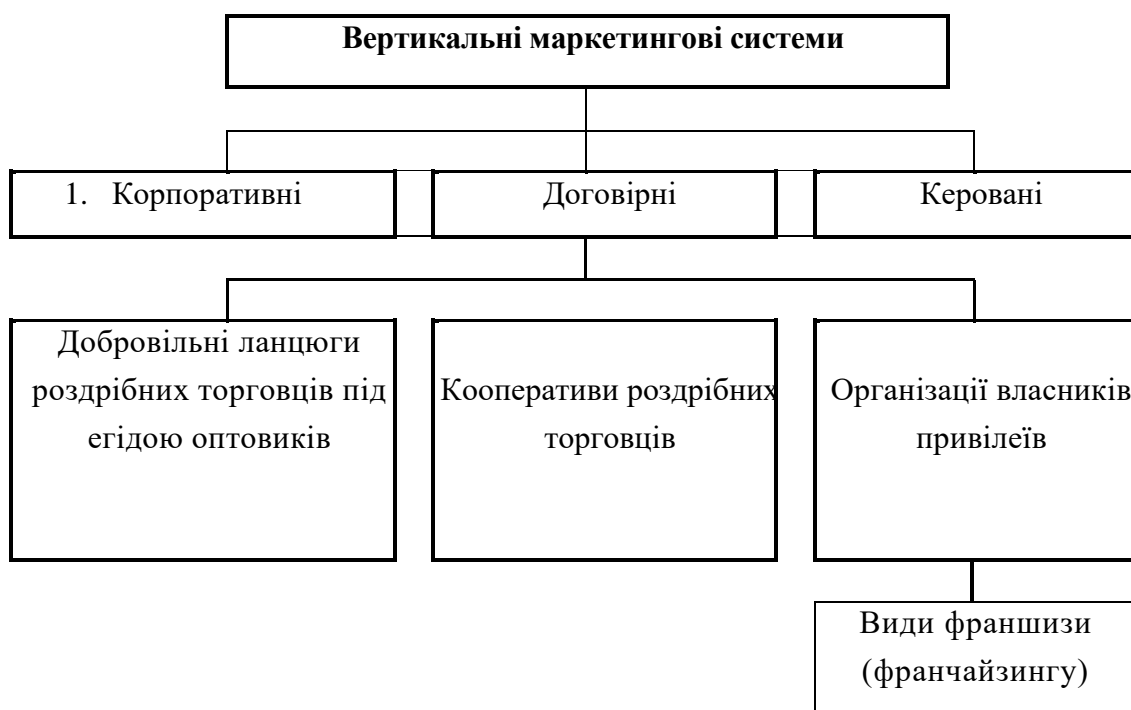 Вертикальні маркетингові системи
1. Корпоративні
Договірні
Керовані
Добровільні ланцюги
роздрібних торговців під
егідою оптовиків
Кооперативи роздрібних
торговців
Організації власників
привілеїв
Види франшизи
(франчайзингу)